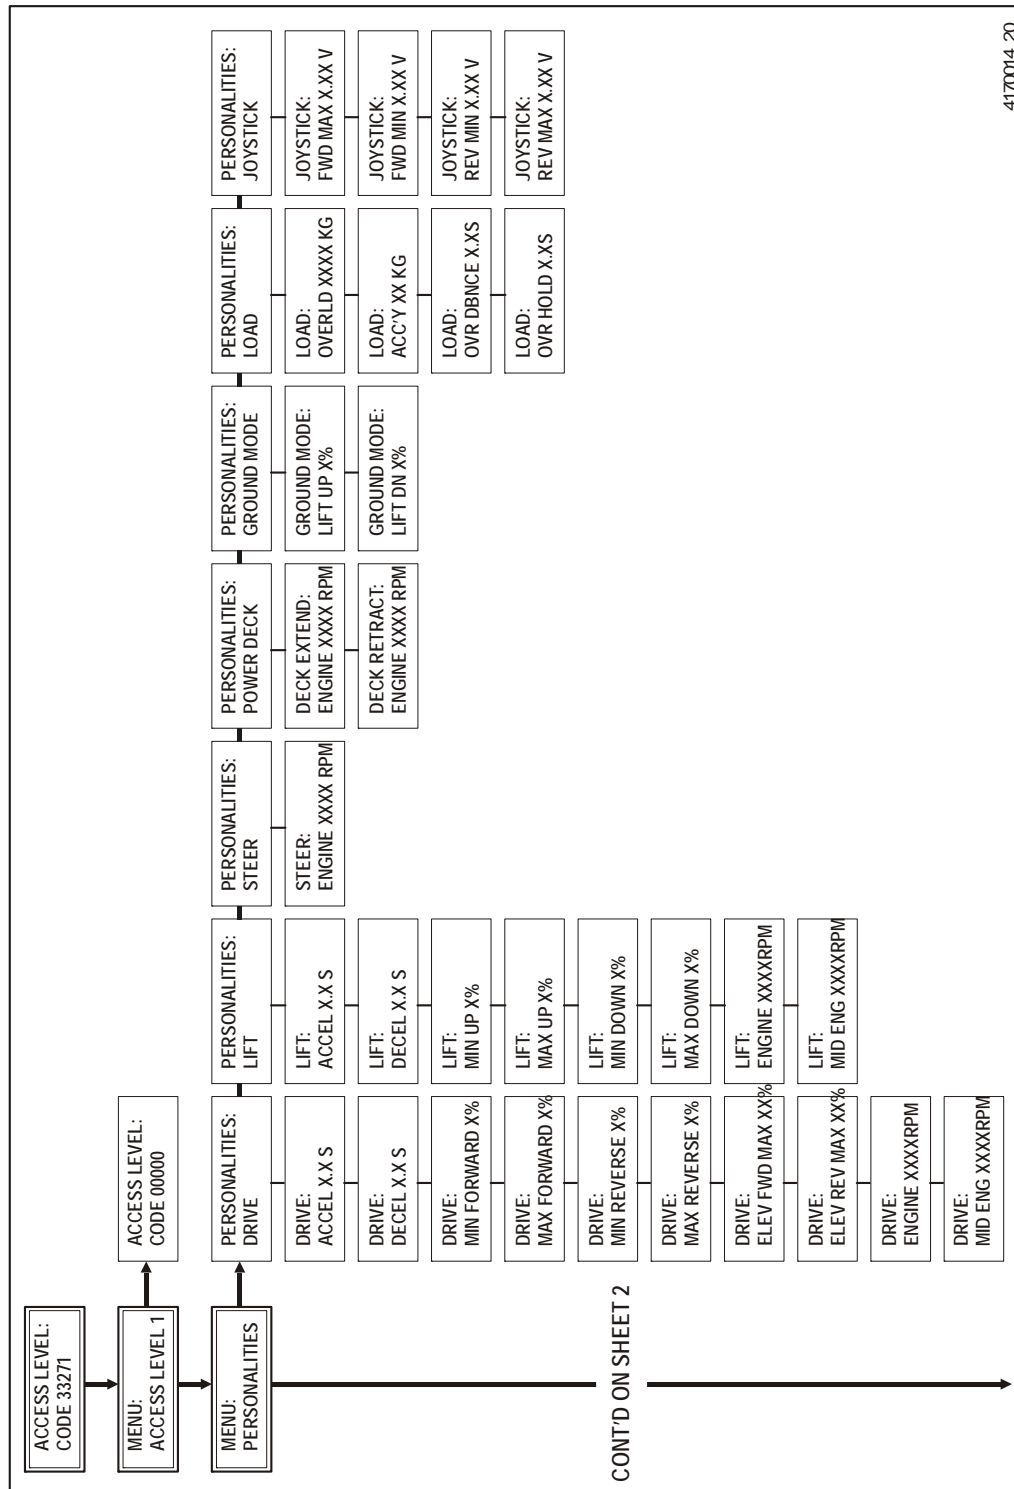 ACCESS LEVEL:
CODE 33271
MENU:
ACCESS LEVEL 1
ACCESS LEVEL:
CODE 00000
MENU:
PERSONALITIES
PERSONALITIES:
DRIVE
DRIVE:
ACCEL X.X S
DRIVE:
DECEL X.X S
DRIVE:
MIN FORWARD X%
DRIVE:
MAX FORWARD X%
DRIVE:
MIN REVERSE X%
DRIVE:
MAX REVERSE X%
DRIVE:
ELEV FWD MAX XX%
DRIVE:
ELEV REV MAX XX%
DRIVE:
ENGINE XXXXRPM
DRIVE:
MID ENG XXXXRPM
PERSONALITIES:
LIFT
LIFT:
ACCEL X.X S
LIFT:
DECEL X.X S
LIFT:
MIN UP X%
LIFT:
MAX UP X%
LIFT:
MIN DOWN X%
LIFT:
MAX DOWN X%
LIFT:
ENGINE XXXXRPM
LIFT:
MID ENG XXXXRPM
PERSONALITIES:
STEER
STEER:
ENGINE XXXX RPM
PERSONALITIES:
POWER DECK
DECK EXTEND:
ENGINE XXXX RPM
DECK RETRACT:
ENGINE XXXX RPM
PERSONALITIES:
GROUND MODE
GROUND MODE:
LIFT UP X%
GROUND MODE:
LIFT DN X%
PERSONALITIES:
LOAD
LOAD:
OVERLD XXXX KG
LOAD:
ACC'Y XX KG
LOAD:
OVR DBNCE X.XS
LOAD:
OVR HOLD X.XS
PERSONALITIES:
JOYSTICK
JOYSTICK:
FWD MAX X.XX V
JOYSTICK:
FWD MIN X.XX V
JOYSTICK:
REV MIN X.XX V
JOYSTICK:
REV MAX X.XX V
CONT'D ON SHEET 2
4170014_20